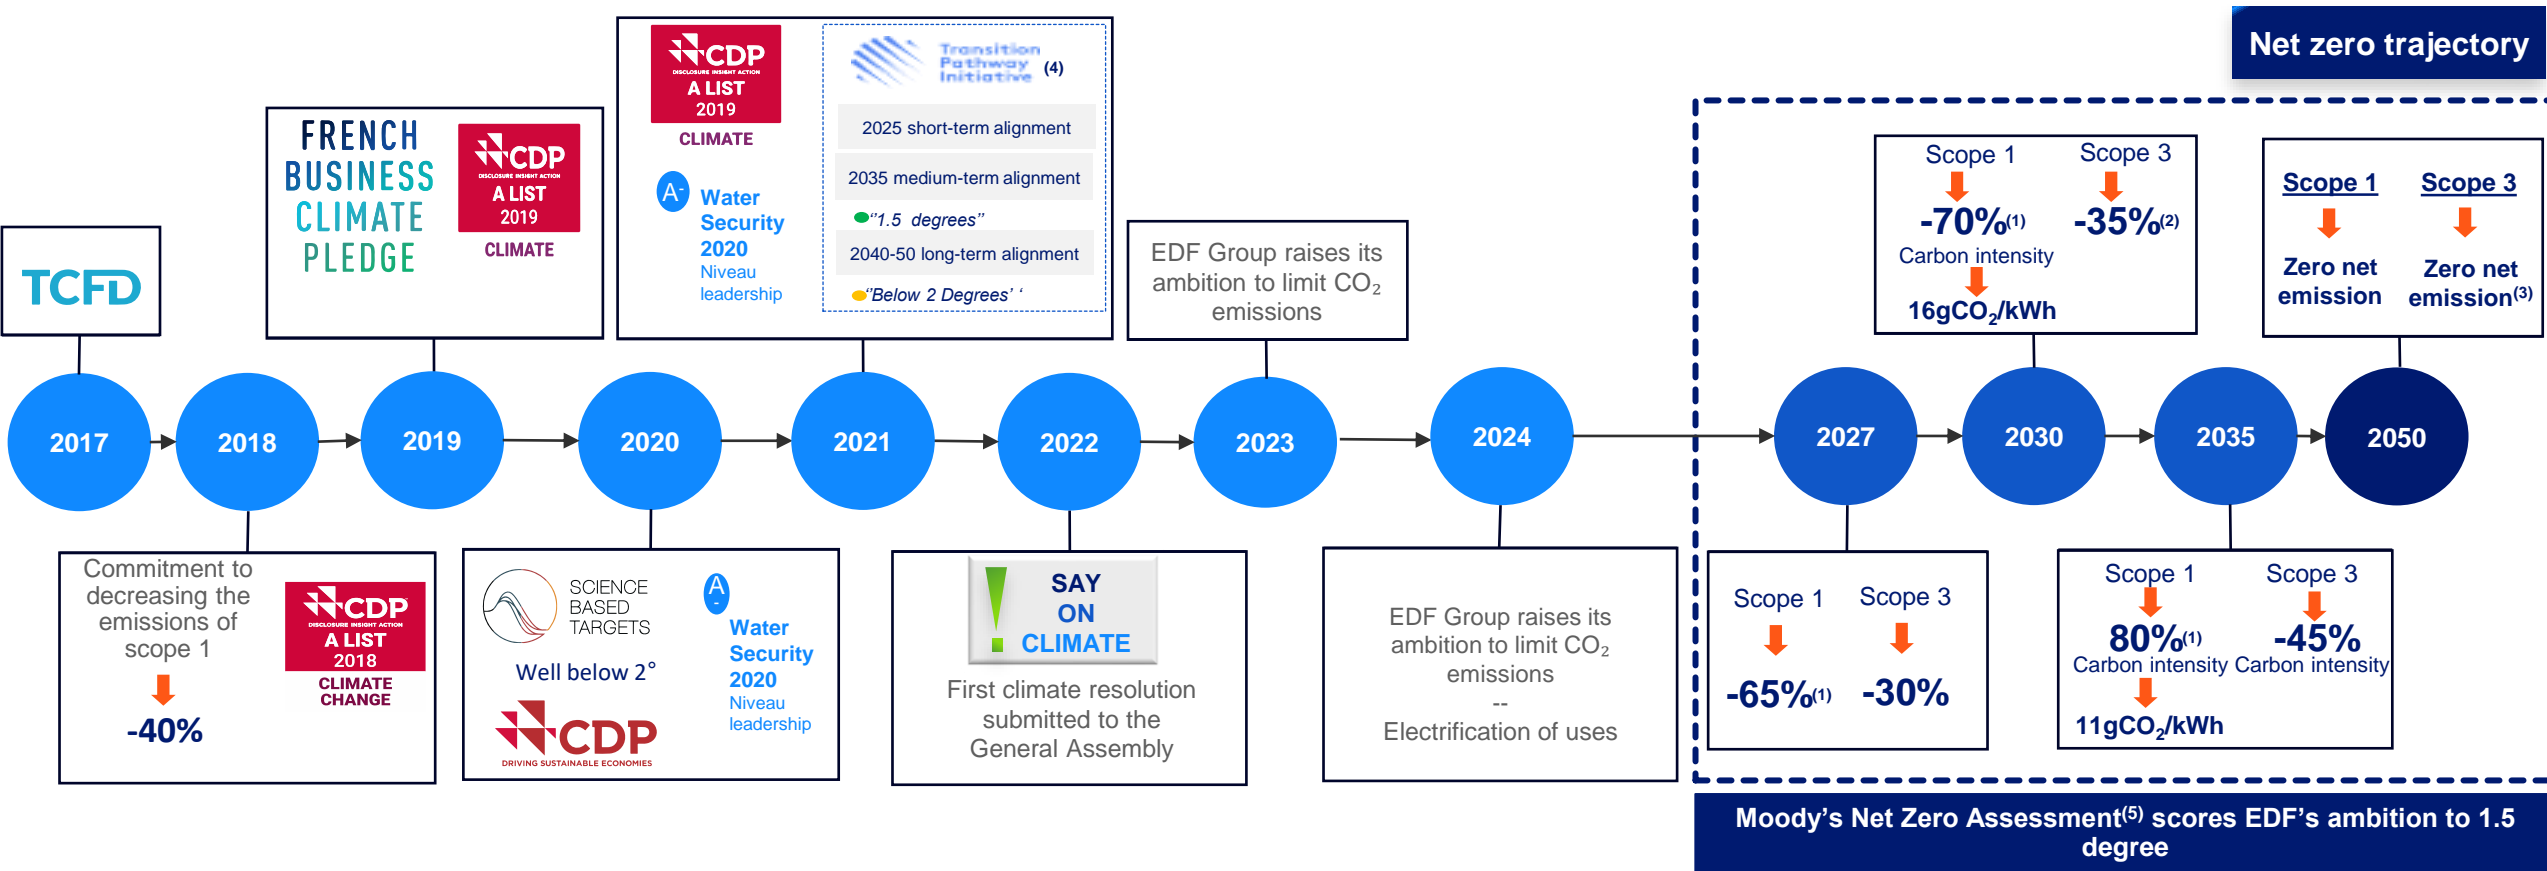 Net zero trajectory
TCFD
2017
2018
Commitment to
decreasing the
emissions of
scope 1
-40%
CDP
DISCLOSURE INSIGHT ACTION
A LIST
2018
CLIMATE
CHANGE
FRENCH
BUSINESS
CLIMATE
PLEDGE
CDP
DISCLOSURE INSIGHT ACTION
A LIST
2019
CLIMATE
2019
2020
SCIENCE
BASED
TARGETS
Well below 2°
CDP
DRIVING SUSTAINABLE ECONOMIES
A
-
Water
Security
2020
Niveau
leadership
CDP
DISCLOSURE INSIGHT ACTION
A LIST
2019
CLIMATE
A-
Water
Security
2020
Niveau
leadership
Transition
Pathway
Initiative (4)
2025 short-term alignment
2035 medium-term alignment
‘’1.5 degrees’’
2040-50 long-term alignment
‘’Below 2 Degrees’ ‘
2021
2022
SAY
ON
CLIMATE
First climate resolution
submitted to the
General Assembly
EDF Group raises its
ambition to limit CO₂
emissions
2023
2024
EDF Group raises its
ambition to limit CO₂
emissions
--
Electrification of uses
2027
Scope 1 Scope 3
-65%(1) -30%
Scope 1 Scope 3
-70%(1) -35%(2)
Carbon intensity
16gCO₂/kWh
2030
2035
Scope 1 Scope 3
80%(1) -45%
Carbon intensity Carbon intensity
11gCO₂/kWh
Scope 1 Scope 3
Zero net
emission
Zero net
emission(3)
2050
Moody’s Net Zero Assessment(5) scores EDF’s ambition to 1.5
degree